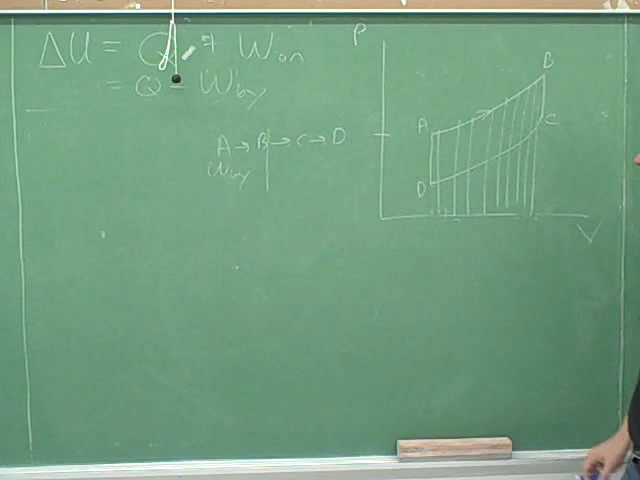 ΔU = Q + W_on
= Q - W_by
A → B → C → D
W_by
P
B
A
C
D
V